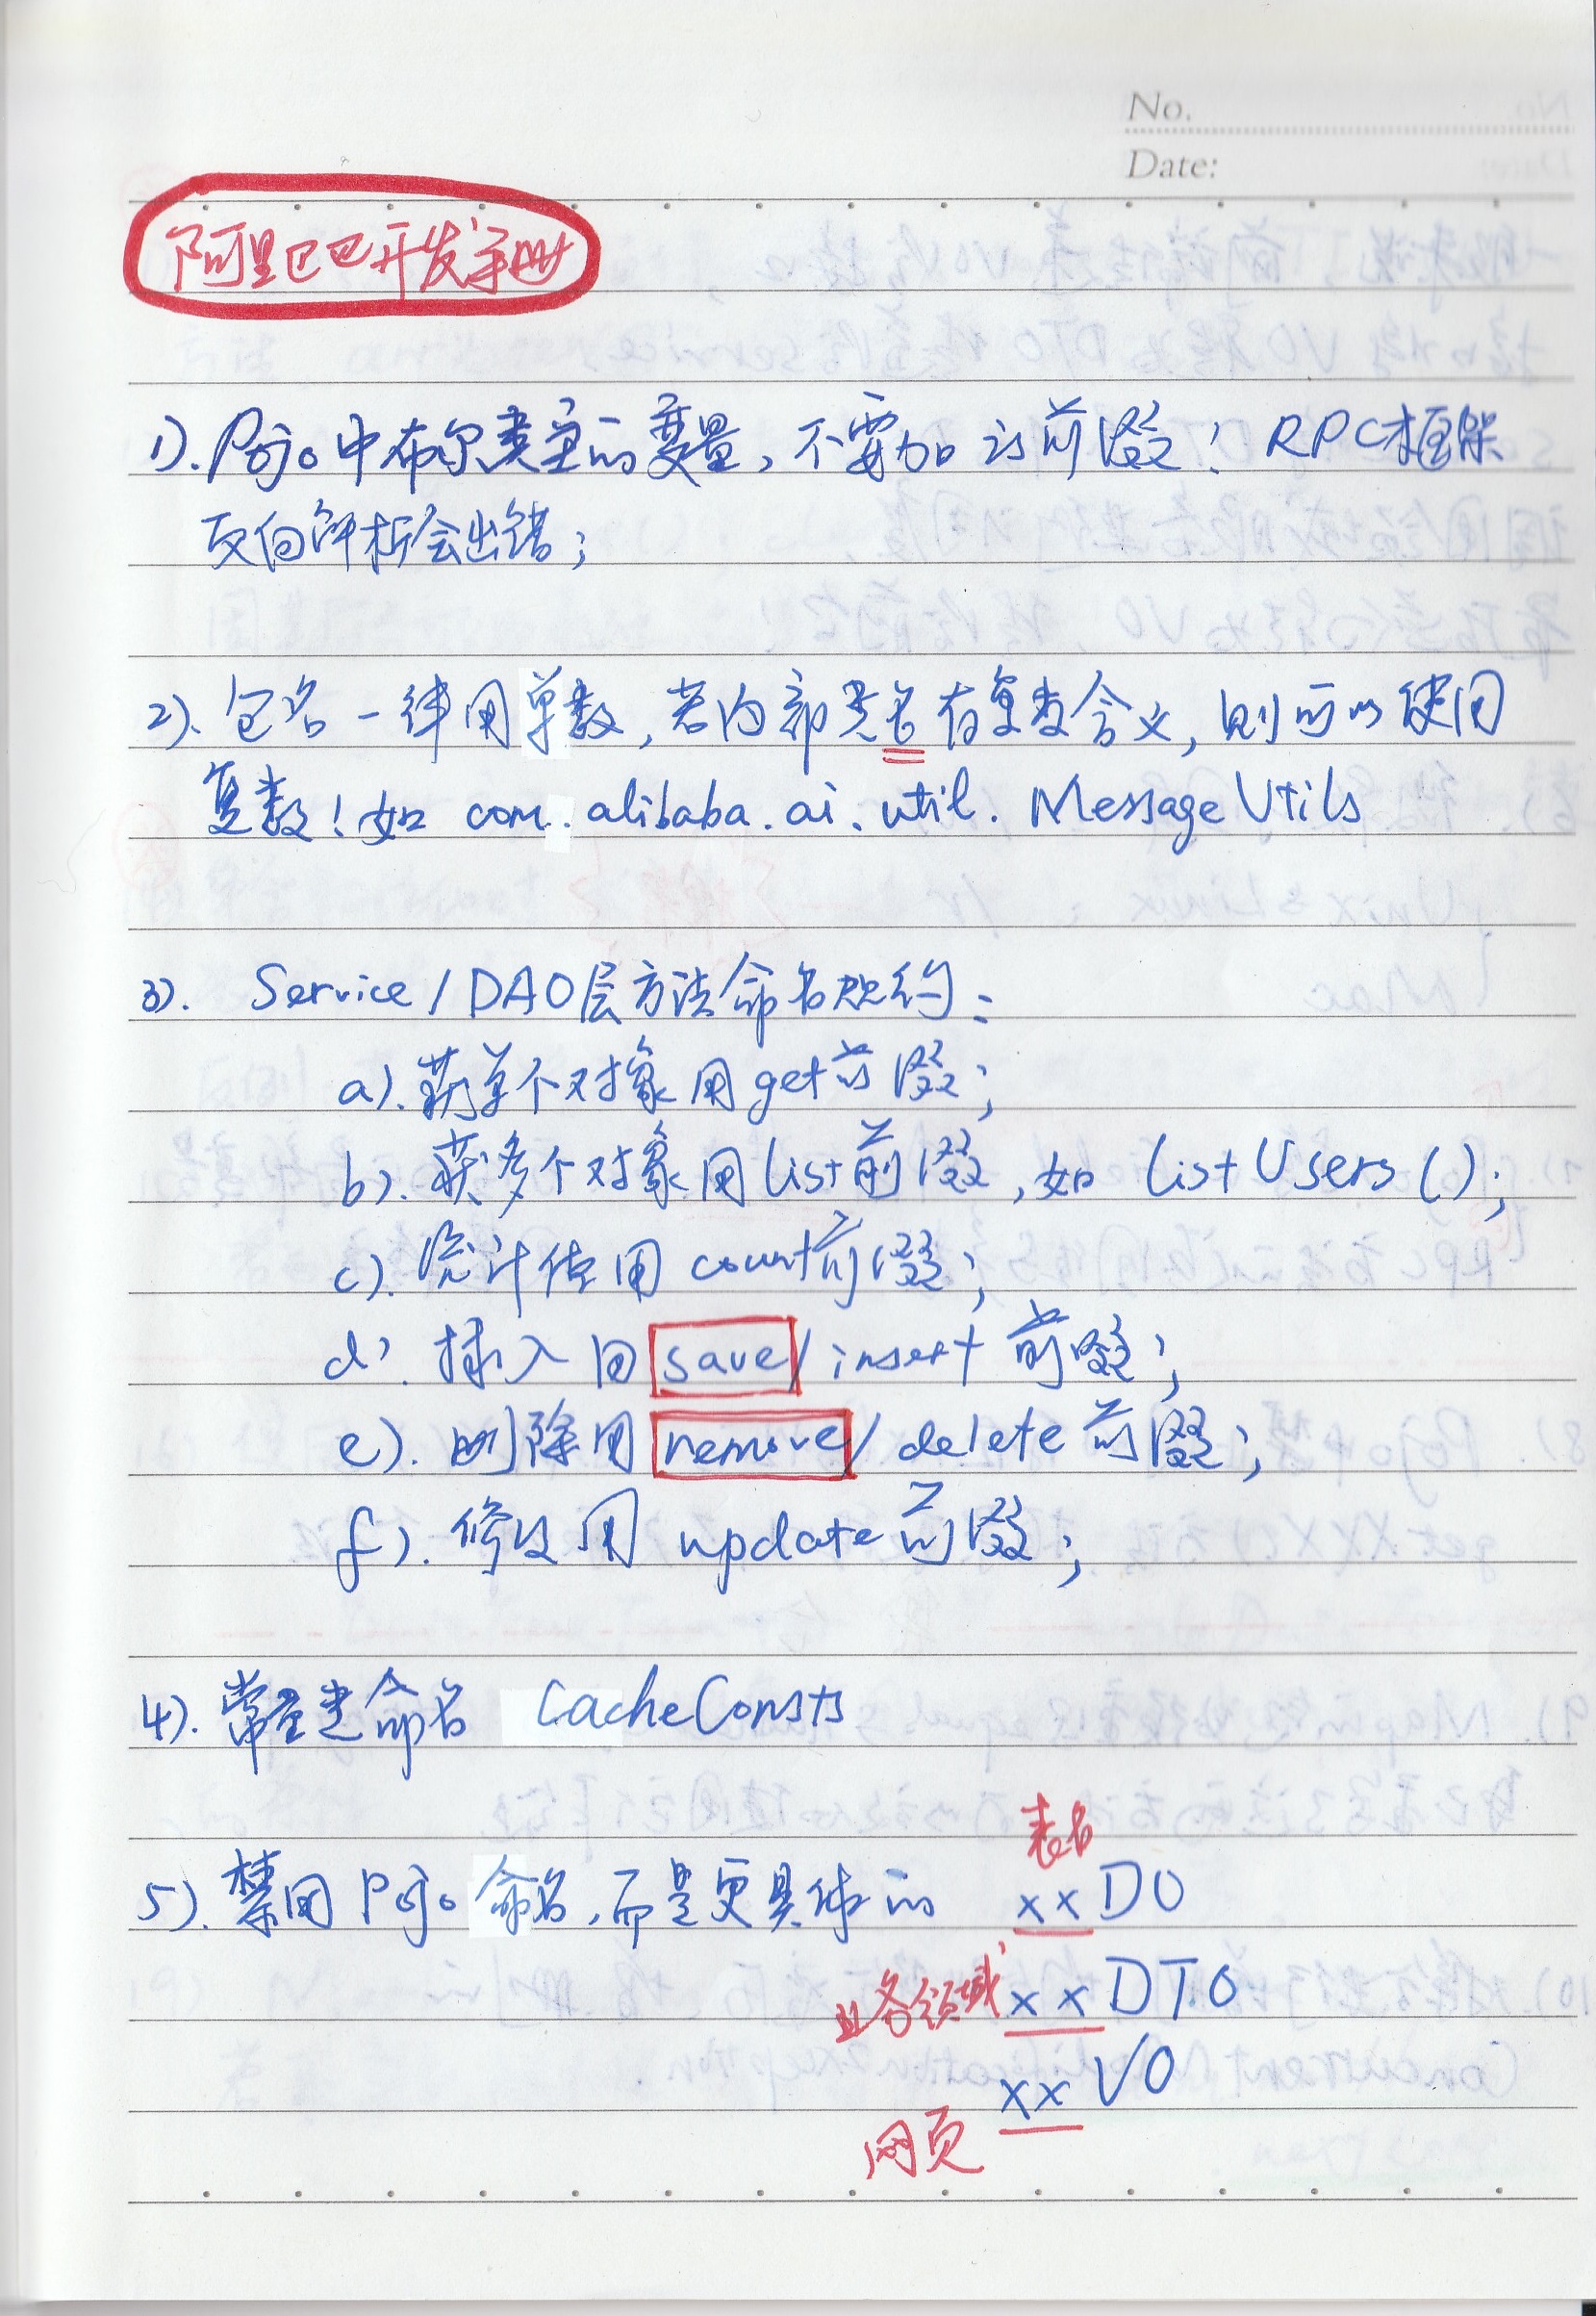 No.
Date:
阿里巴巴开发手册
1). Pojo中布尔类型的变量，不要加is前缀！RPC框架
反向解析会出错；
2). 包名一律用单数，若内部类名有复数含义，则可以使用
复数！如 com.alibaba.ai.util.MessageUtils
3). Service/DAO层方法命名规约：
a). 获单个对象用get前缀；
b). 获多个对象用list前缀，如 listUsers()；
c). 统计值用count前缀；
d). 插入用save/insert前缀；
e). 删除用remove/delete前缀；
f). 修改用update前缀；
4). 常量类命名 CacheConsts
表名
5). 禁用Pojo命名，而是更具体的 xxDO
业务领域 xxDTO
xxVO
网页